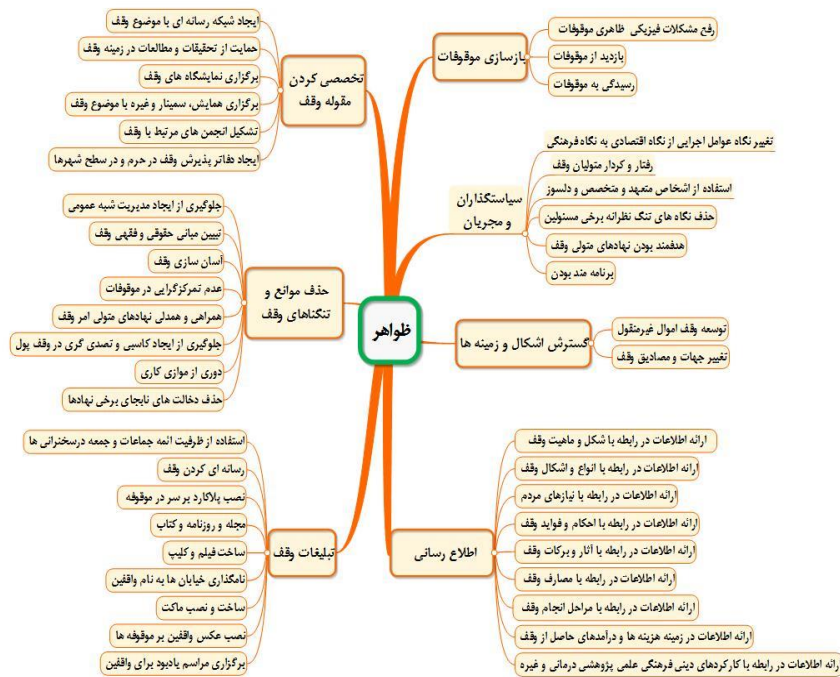 ظواهر
بازسازی موقوفات
رفع مشکلات فیزیکی ظاهری موقوفات
بازدید از موقوفات
رسیدگی به موقوفات
سیاستگذاران
و مجریان
تغییر نگاه عوامل اجرایی از نگاه اقتصادی به نگاه فرهنگی
رفتار و کردار متولیان وقف
استفاده از اشخاص متعهد و متخصص و دلسوز
حذف نگاه های تنگ نظرانه برخی مسئولین
هدفمند بودن نهادهای متولی وقف
برنامه مند بودن
گسترش اشکال و زمینه ها
توسعه وقف اموال غیرمنقول
تغییر جهات و مصادیق وقف
اطلاع رسانی
ارائه اطلاعات در رابطه با شکل و ماهیت وقف
ارائه اطلاعات در رابطه با انواع و اشکال وقف
ارائه اطلاعات در رابطه با نیازهای مردم
ارائه اطلاعات در رابطه با احکام و فواید وقف
ارائه اطلاعات در رابطه با آثار و برکات وقف
ارائه اطلاعات در رابطه با مصارف وقف
ارائه اطلاعات در رابطه با مراحل انجام وقف
ارائه اطلاعات در زمینه هزینه ها و درآمدهای حاصل از وقف
ارائه اطلاعات در رابطه با کارکردهای دینی فرهنگی علمی پژوهشی درمانی و غیره
تخصصی کردن
مقوله وقف
ایجاد شبکه رسانه ای با موضوع وقف
حمایت از تحقیقات و مطالعات در زمینه وقف
برگزاری نمایشگاه های وقف
برگزاری همایش، سمینار و غیره با موضوع وقف
تشکیل انجمن های مرتبط با وقف
ایجاد دفاتر پذیرش وقف در حرم و در سطح شهرها
حذف موانع و
تنگناهای وقف
جلوگیری از ایجاد مدیریت شبه عمومی
تبیین مبانی حقوقی و فقهی وقف
آسان سازی وقف
عدم تمرکزگرایی در موقوفات
همراهی و همدلی نهادهای متولی امر وقف
جلوگیری از ایجاد کاسبی و تصدی گری در وقف پول
دوری از موازی کاری
حذف دخالت های نابجای برخی نهادها
تبلیغات وقف
استفاده از ظرفیت ائمه جماعات و جمعه درسخنرانی ها
رسانه ای کردن وقف
نصب پلاکارد بر سر در موقوفه
مجله و روزنامه و کتاب
ساخت فیلم و کلیپ
نامگذاری خیابان ها به نام واقفین
ساخت و نصب ماکت
نصب عکس واقفین بر موقوفه ها
برگزاری مراسم یادبود برای واقفین